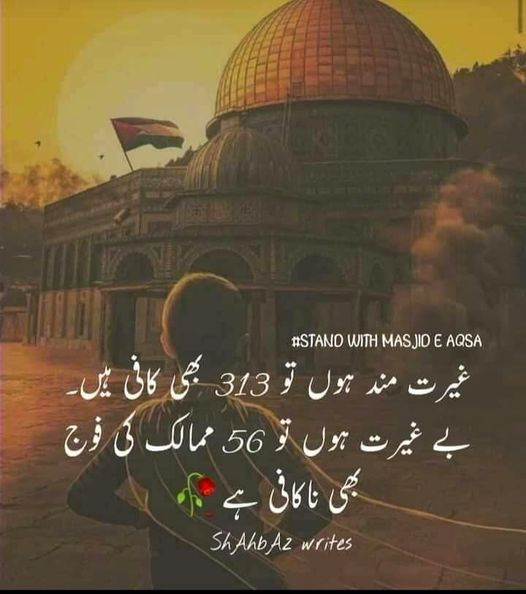 #STAND WITH MASJID E AQSA
غیرت مند ہوں تو 313 بھی کافی ہیں۔
بے غیرت ہوں تو 56 ممالک کی فوج
بھی ناکافی ہے 🥀
ShAhbAz writes